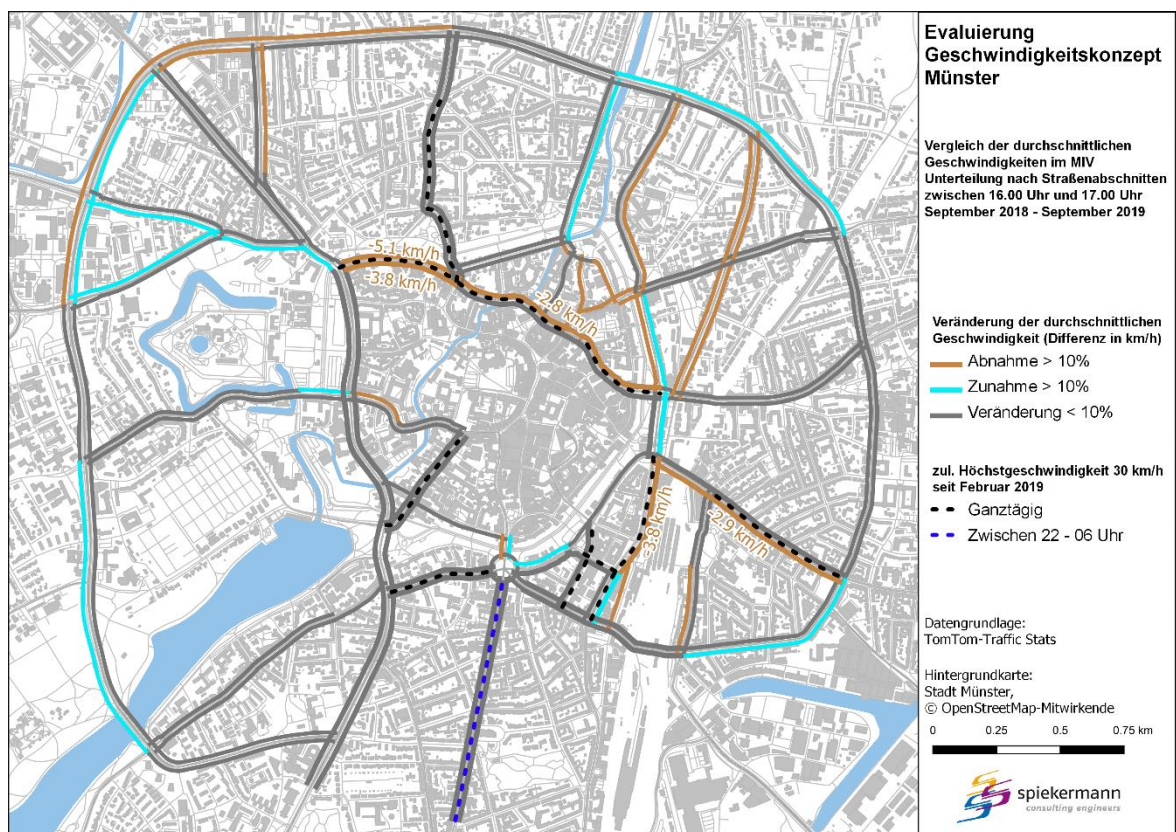 Evaluierung
Geschwindigkeitskonzept
Münster
Vergleich der durchschnittlichen
Geschwindigkeiten im MIV
Unterteilung nach Straßenabschnitten
zwischen 16.00 Uhr und 17.00 Uhr
September 2018 - September 2019
Veränderung der durchschnittlichen
Geschwindigkeit (Differenz in km/h)
Abnahme > 10%
Zunahme > 10%
Veränderung < 10%
zul. Höchstgeschwindigkeit 30 km/h
seit Februar 2019
Ganztägig
Zwischen 22 - 06 Uhr
Datengrundlage:
TomTom-Traffic Stats
Hintergrundkarte:
Stadt Münster,
© OpenStreetMap-Mitwirkende
0 0.25 0.5 0.75 km
spiekermann
consulting engineers
-5.1 km/h
-3.8 km/h
-2.8 km/h
-3.8 km/h
-2.9 km/h